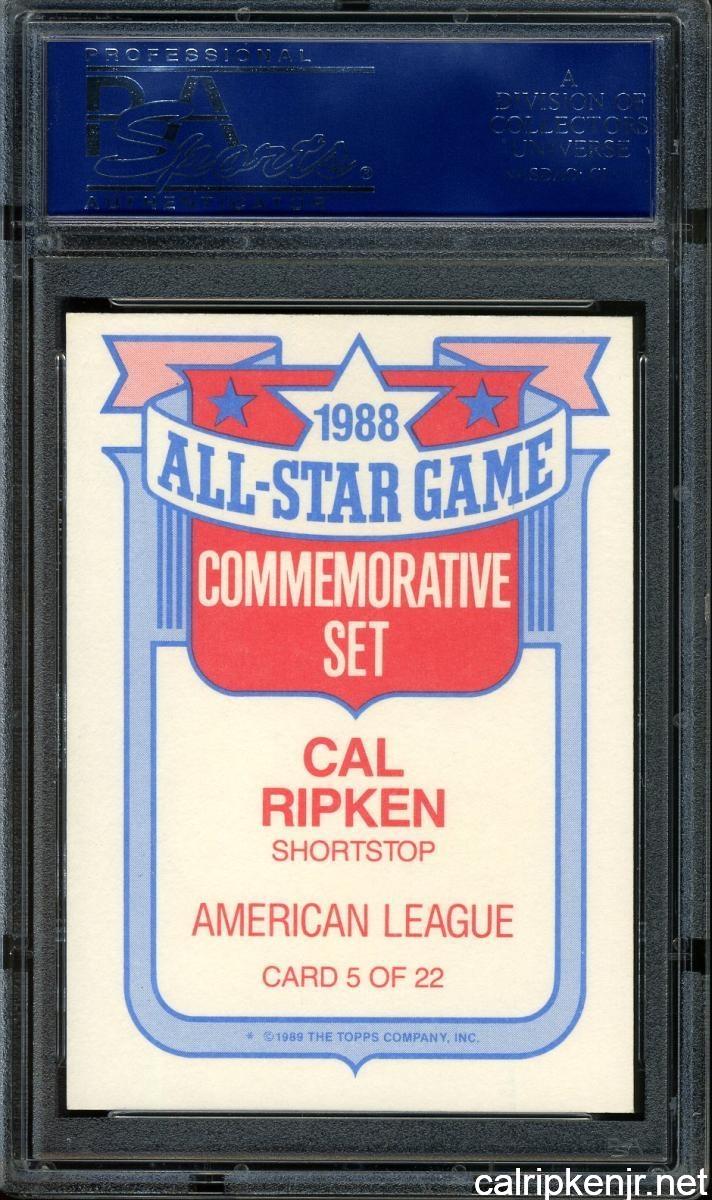 PROFESSIONAL
PSA
Sports®
AUTHENTICATOR
A
DIVISION OF
COLLECTORS
UNIVERSE
1988
ALL-STAR GAME
COMMEMORATIVE
SET
CAL
RIPKEN
SHORTSTOP
AMERICAN LEAGUE
CARD 5 OF 22
* ©1989 THE TOPPS COMPANY, INC.
PSA
calripkenjr.net